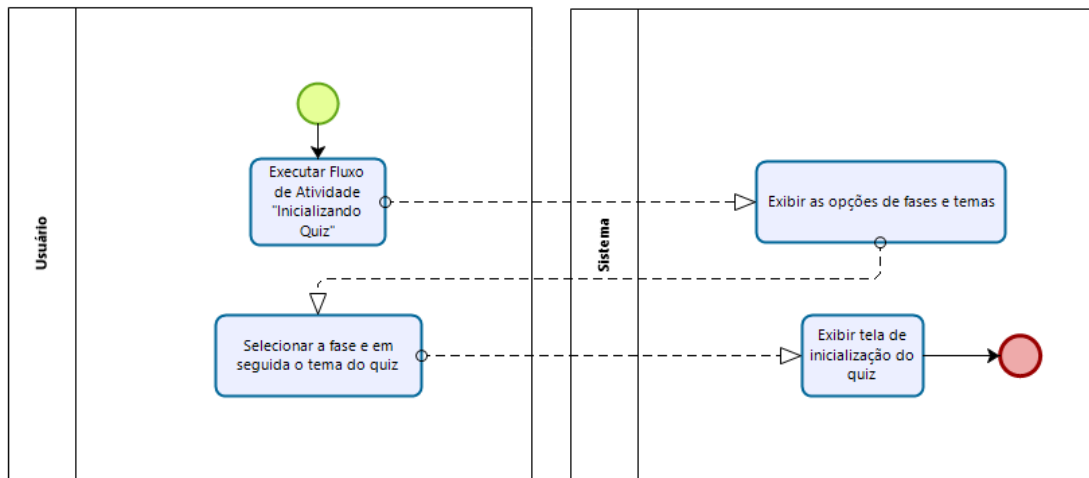 Usuário
Executar Fluxo
de Atividade
"Inicializando
Quiz"
Selecionar a fase e em
seguida o tema do quiz
Sistema
Exibir as opções de fases e temas
Exibir tela de
inicialização do
quiz